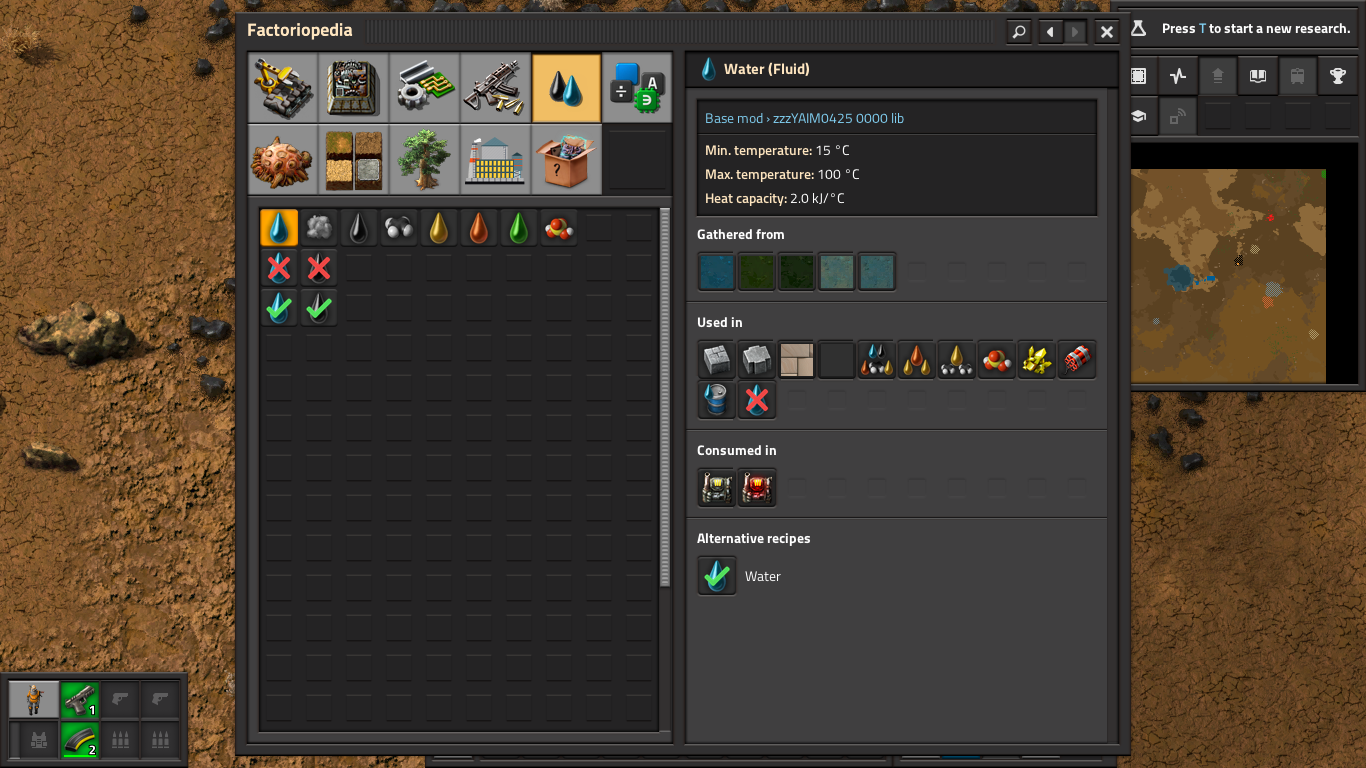 Factoriopedia
Press T to start a new research.
Water (Fluid)
Base mod › zzzYAIM0425 0000 lib
Min. temperature: 15 °C
Max. temperature: 100 °C
Heat capacity: 2.0 kJ/°C
Gathered from
Used in
Consumed in
Alternative recipes
Water
A
?
1
2